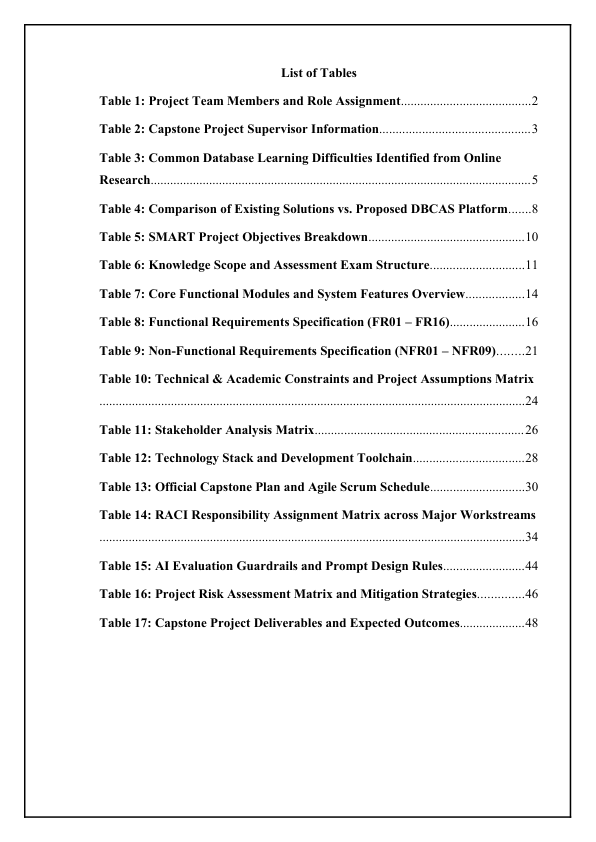 List of Tables
Table 1: Project Team Members and Role Assignment........................................2
Table 2: Capstone Project Supervisor Information..............................................3
Table 3: Common Database Learning Difficulties Identified from Online
Research....................................................................................................................5
Table 4: Comparison of Existing Solutions vs. Proposed DBCAS Platform.......8
Table 5: SMART Project Objectives Breakdown................................................10
Table 6: Knowledge Scope and Assessment Exam Structure.............................11
Table 7: Core Functional Modules and System Features Overview..................14
Table 8: Functional Requirements Specification (FR01 – FR16).......................16
Table 9: Non-Functional Requirements Specification (NFR01 – NFR09)........21
Table 10: Technical & Academic Constraints and Project Assumptions Matrix
.................................................................................................................................24
Table 11: Stakeholder Analysis Matrix................................................................26
Table 12: Technology Stack and Development Toolchain..................................28
Table 13: Official Capstone Plan and Agile Scrum Schedule.............................30
Table 14: RACI Responsibility Assignment Matrix across Major Workstreams
.................................................................................................................................34
Table 15: AI Evaluation Guardrails and Prompt Design Rules.........................44
Table 16: Project Risk Assessment Matrix and Mitigation Strategies..............46
Table 17: Capstone Project Deliverables and Expected Outcomes....................48